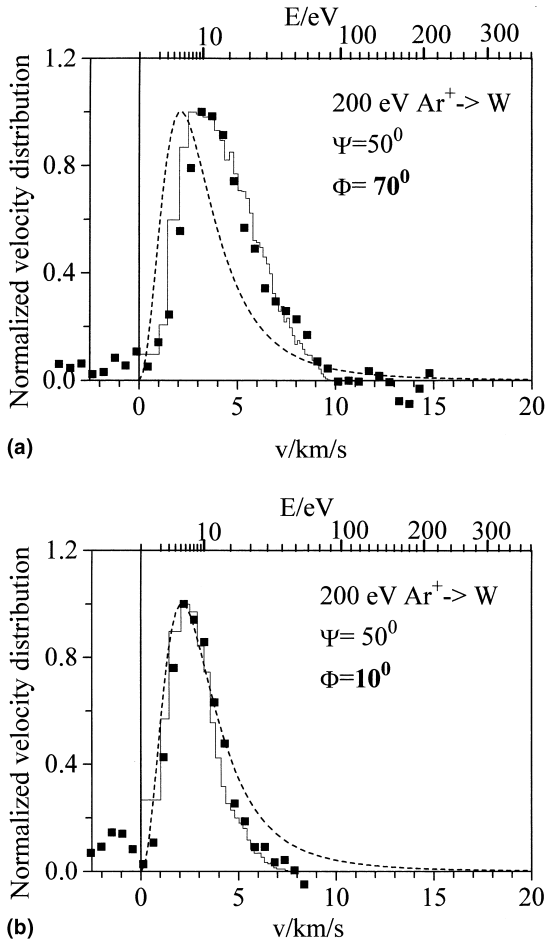 E/eV
10 100 200 300
1.2
0.8
0.4
0.0
Normalized velocity distribution
200 eV Ar+-> W
Ψ=50⁰
Φ= 70⁰
0 5 10 15 20
(a)
v/km/s
E/eV
10 100 200 300
1.2
0.8
0.4
0.0
Normalized velocity distribution
200 eV Ar+-> W
Ψ= 50⁰
Φ=10⁰
0 5 10 15 20
(b)
v/km/s